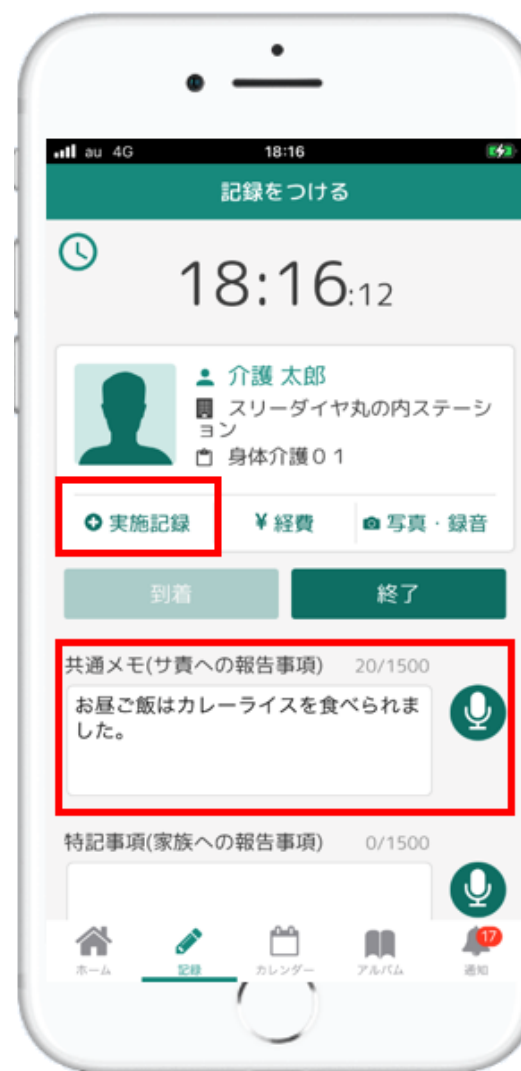 au 4G 18:16
記録をつける
18:16:12
介護 太郎
スリーダイヤ丸の内ステーシ
ョン
身体介護01
実施記録 ¥ 経費 写真・録音
到着 終了
共通メモ(サ責への報告事項) 20/1500
お昼ご飯はカレーライスを食べられま
した。
特記事項(家族への報告事項) 0/1500
17
ホーム 記録 カレンダー アルバム 通知